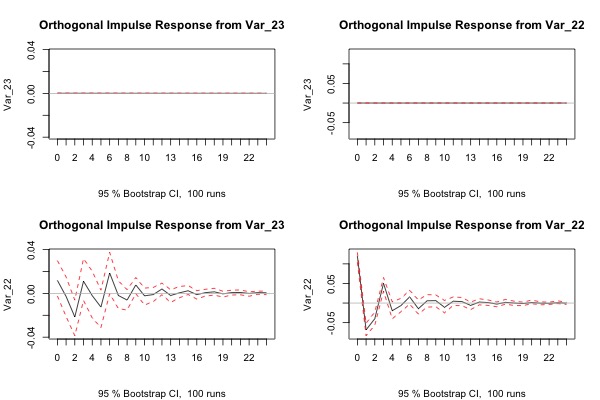 Orthogonal Impulse Response from Var_23
Var_23
0.04
0.00
-0.04
0 2 4 6 8 10 13 16 19 22
95 % Bootstrap CI, 100 runs
Orthogonal Impulse Response from Var_22
Var_23
0.05
-0.05
0 2 4 6 8 10 13 16 19 22
95 % Bootstrap CI, 100 runs
Orthogonal Impulse Response from Var_23
Var_22
0.04
0.00
-0.04
0 2 4 6 8 10 13 16 19 22
95 % Bootstrap CI, 100 runs
Orthogonal Impulse Response from Var_22
Var_22
0.05
-0.05
0 2 4 6 8 10 13 16 19 22
95 % Bootstrap CI, 100 runs